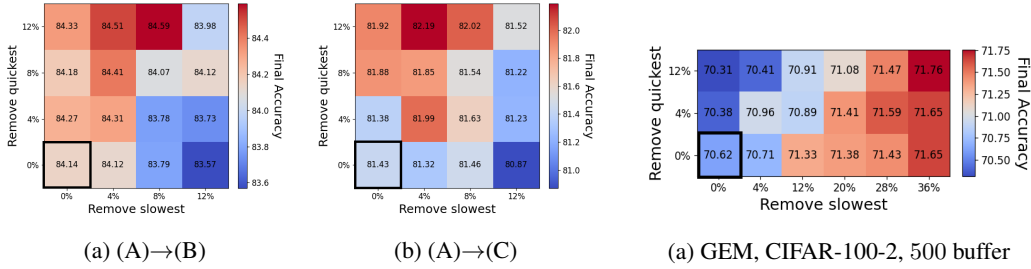 12% 84.33 84.51 84.59 83.98
8% 84.18 84.41 84.07 84.12
4% 84.27 84.31 83.78 83.73
0% 84.14 84.12 83.79 83.57
0% 4% 8% 12%
Remove slowest
Remove quickest
84.4
84.2
84.0
83.8
83.6
Final Accuracy
(a) (A)→(B)
81.92 82.19 82.02 81.52
81.88 81.85 81.54 81.22
81.38 81.99 81.63 81.23
81.43 81.32 81.46 80.87
0% 4% 8% 12%
Remove slowest
82.0
81.8
81.6
81.4
81.2
81.0
Final Accuracy
(b) (A)→(C)
Remove quickest
12% 70.31 70.41 70.91 71.08 71.47 71.76
4% 70.38 70.96 70.89 71.41 71.59 71.65
0% 70.62 70.71 71.33 71.38 71.43 71.65
0% 4% 12% 20% 28% 36%
Remove slowest
71.75
71.50
71.25
71.00
70.75
70.50
Final Accuracy
(a) GEM, CIFAR-100-2, 500 buffer